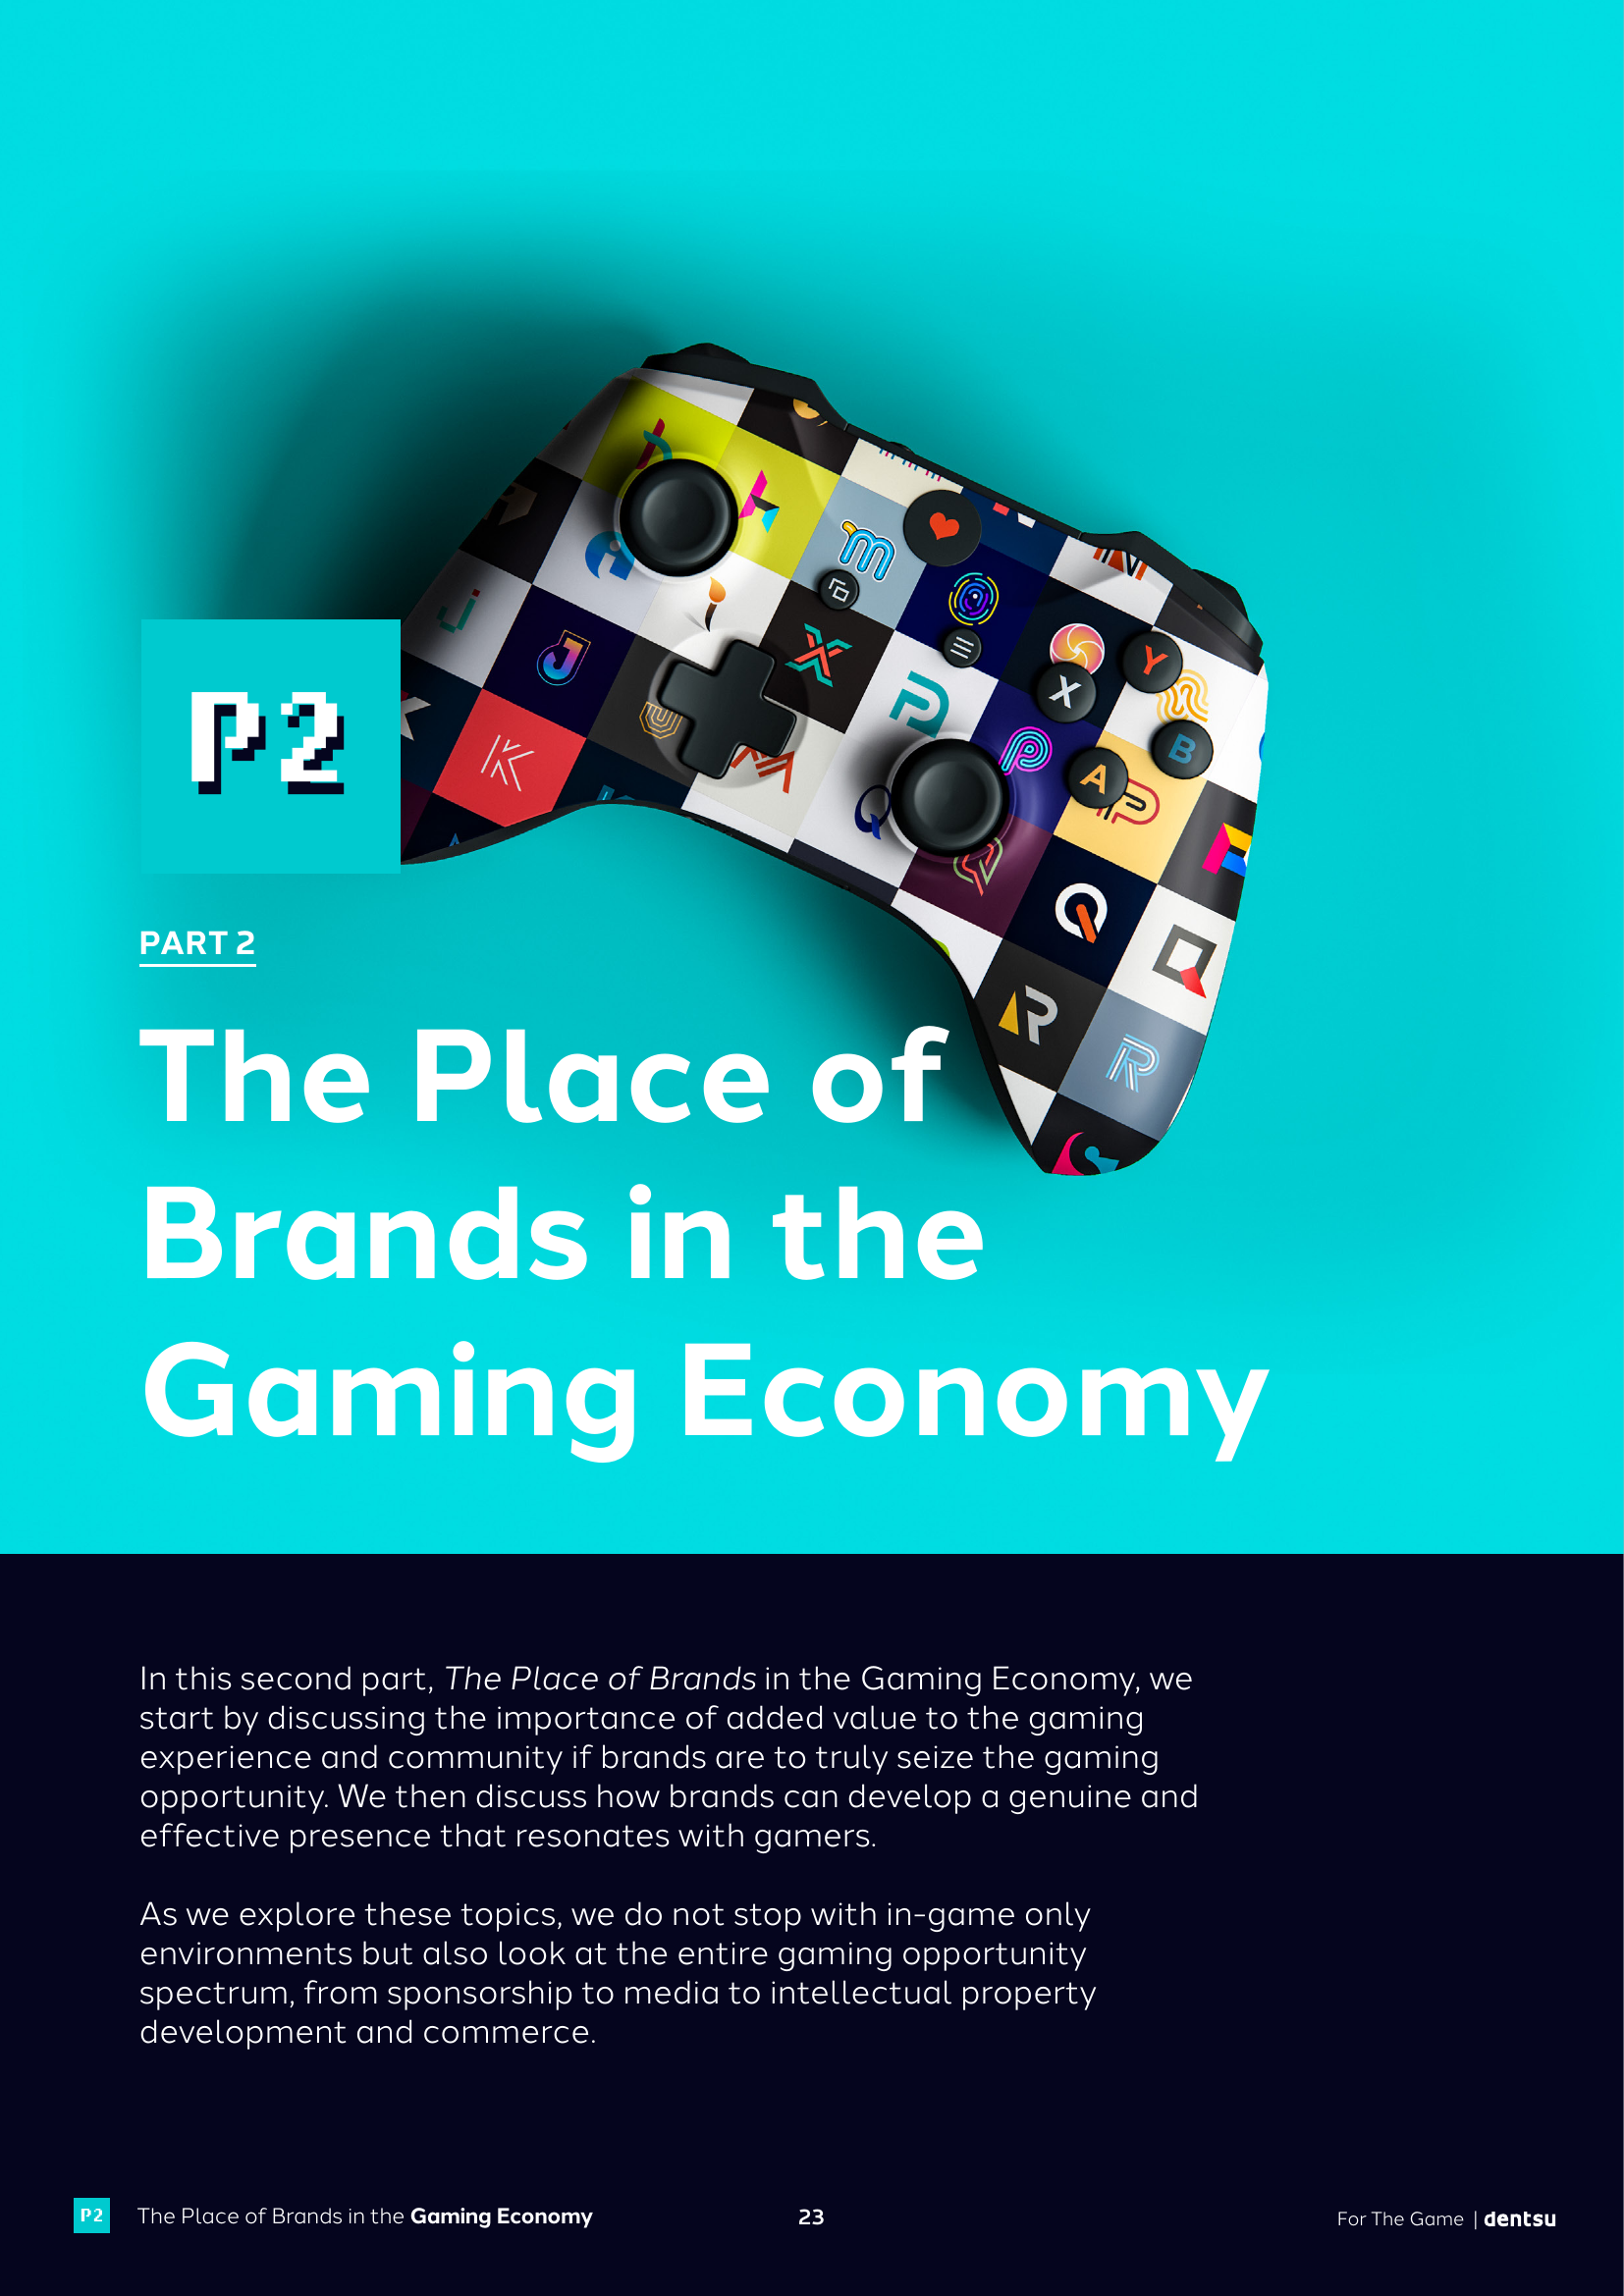 P2
PART 2
The Place of
Brands in the
Gaming Economy
J
K
X
Y
X
B
A
Q
R
R
In this second part, The Place of Brands in the Gaming Economy, we
start by discussing the importance of added value to the gaming
experience and community if brands are to truly seize the gaming
opportunity. We then discuss how brands can develop a genuine and
effective presence that resonates with gamers.
As we explore these topics, we do not stop with in-game only
environments but also look at the entire gaming opportunity
spectrum, from sponsorship to media to intellectual property
development and commerce.
P2
The Place of Brands in the Gaming Economy
23
For The Game | dentsu